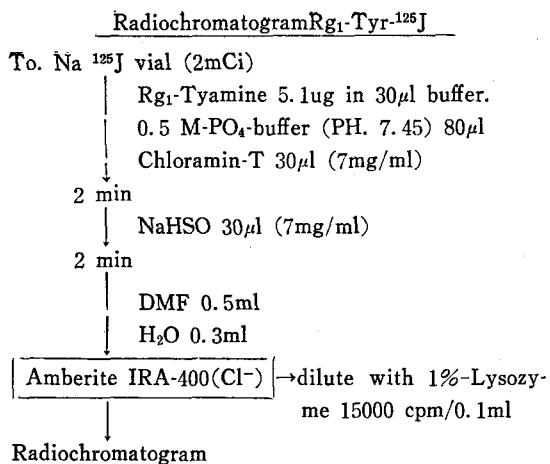 RadiochromatogramRg₁-Tyr-¹²⁵J
To. Na ¹²⁵J vial (2mCi)
Rg₁-Tyamine 5.1ug in 30μl buffer.
0.5 M-PO₄-buffer (PH. 7.45) 80μl
Chloramin-T 30μl (7mg/ml)
2 min
NaHSO 30μl (7mg/ml)
2 min
DMF 0.5ml
H₂O 0.3ml
Amberite IRA-400(Cl⁻) →dilute with 1%-Lysozy-
me 15000 cpm/0.1ml
Radiochromatogram